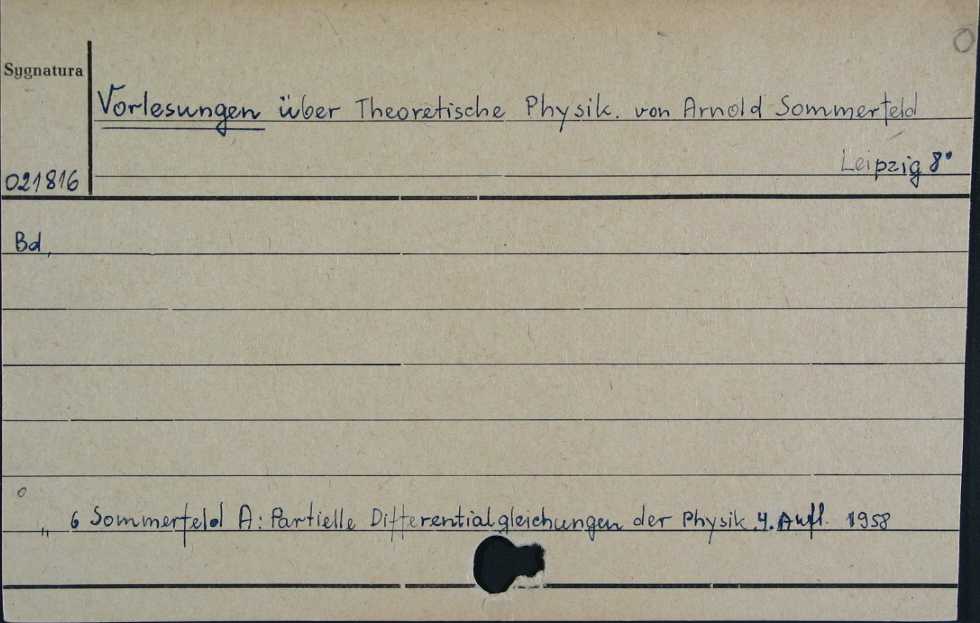 Sygnatura
Vorlesungen über Theoretische Physik. von Arnold Sommerfeld
Leipzig 8°
021816
Bd,
„ 6 Sommerfeld A: Partielle Differentialgleichungen der Physik. 4. Aufl. 1958